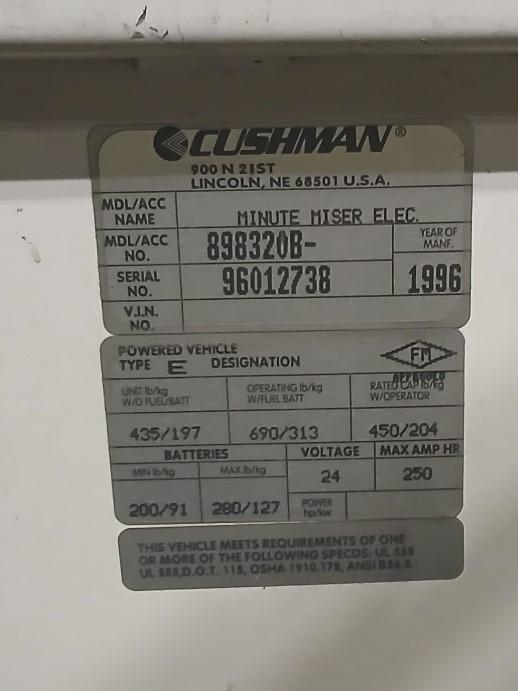 CUSHMAN®
900 N 21ST
LINCOLN, NE 68501 U.S.A.
MDL/ACC NAME MINUTE MISER ELEC.
MDL/ACC NO. 898320B- YEAR OF MANF.
SERIAL NO. 96012738 1996
V.I.N. NO.
POWERED VEHICLE
TYPE E DESIGNATION FM
APPROVED
UNIT lb/kg W/O FUEL/BATT OPERATING lb/kg W/FUEL BATT RATED CAP lb/kg W/OPERATOR
435/197 690/313 450/204
BATTERIES VOLTAGE MAX AMP HR
MIN lb/kg MAX lb/kg 24 250
200/91 280/127 POWER hp/kw
THIS VEHICLE MEETS REQUIREMENTS OF ONE
OR MORE OF THE FOLLOWING SPECDS: UL 558
UL 583,D.O.T. 115, OSHA 1910.178, ANSI B56.8.